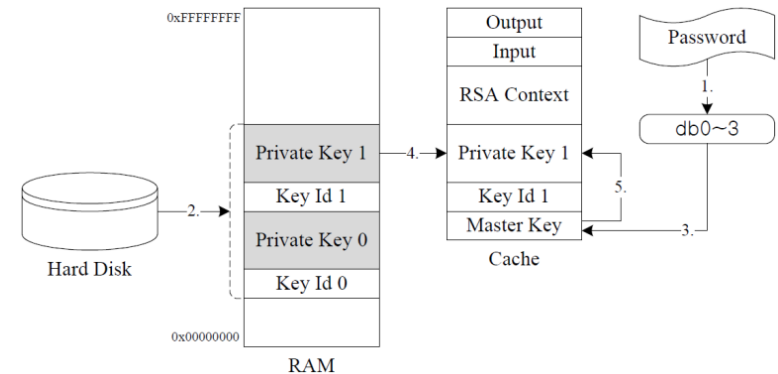 0xFFFFFFFF
Output
Input
RSA Context
Password
1.
db0~3
Private Key 1
4.
Private Key 1
Key Id 1
Key Id 1
5.
2.
Private Key 0
Master Key
3.
Hard Disk
Cache
Key Id 0
0x00000000
RAM